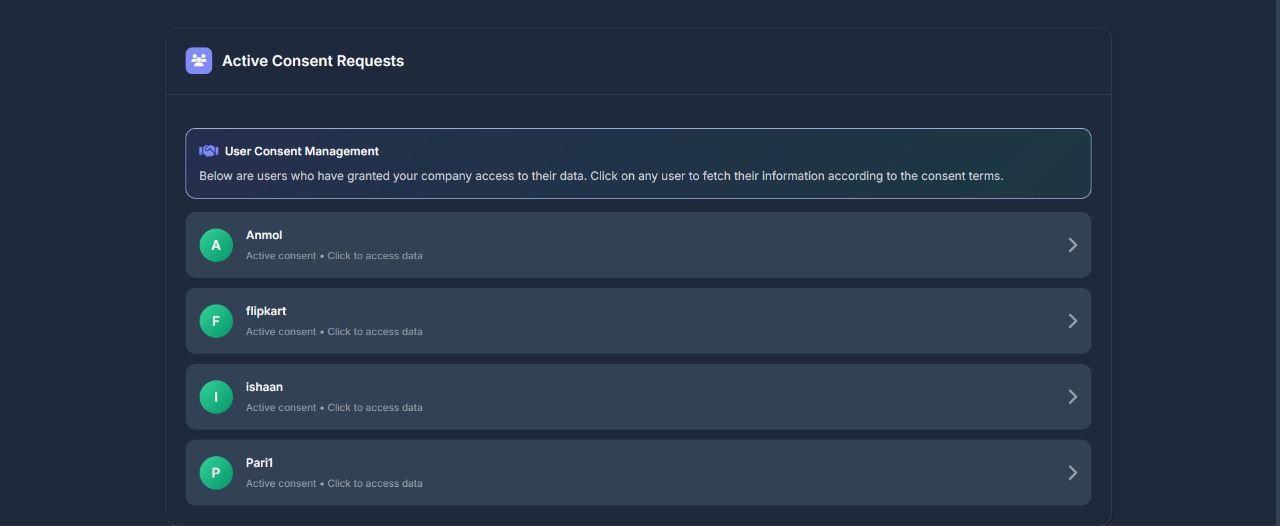 Active Consent Requests
User Consent Management
Below are users who have granted your company access to their data. Click on any user to fetch their information according to the consent terms.
A
Anmol
Active consent • Click to access data
F
flipkart
Active consent • Click to access data
I
ishaan
Active consent • Click to access data
P
Pari1
Active consent • Click to access data